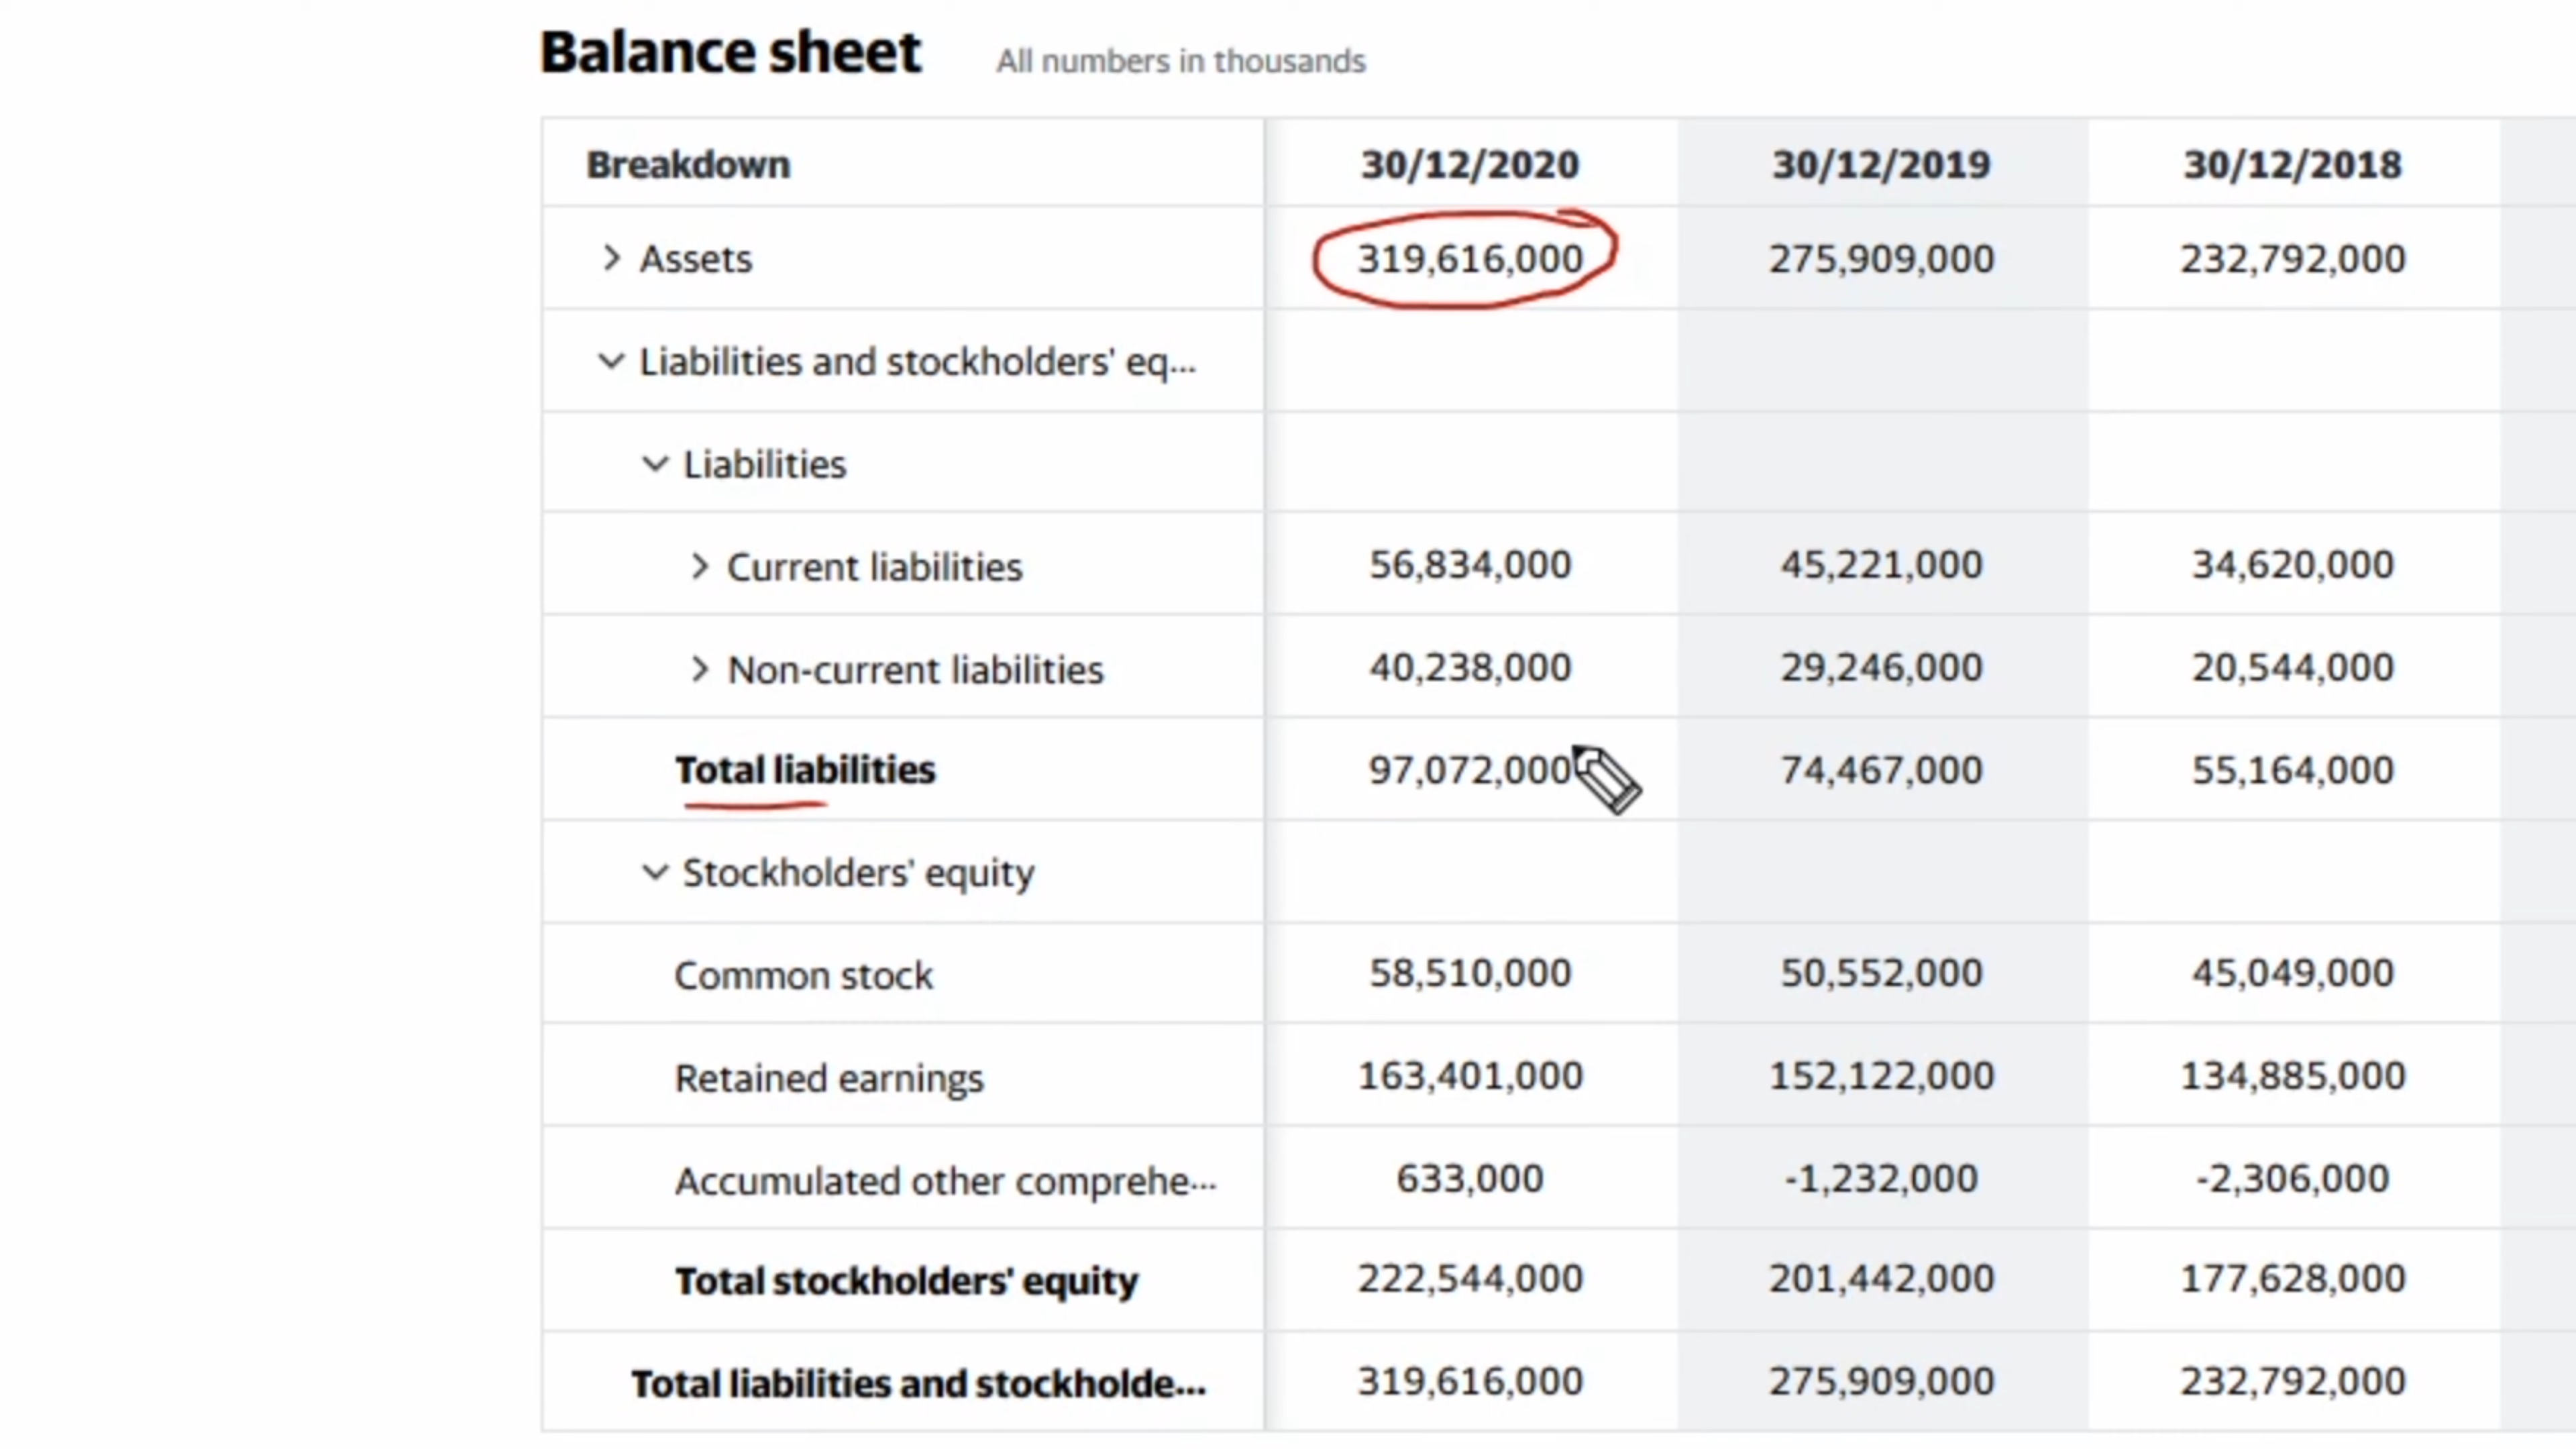 Balance sheet All numbers in thousands
Breakdown 30/12/2020 30/12/2019 30/12/2018
Assets 319,616,000 275,909,000 232,792,000
Liabilities and stockholders' eq...
Liabilities
Current liabilities 56,834,000 45,221,000 34,620,000
Non-current liabilities 40,238,000 29,246,000 20,544,000
Total liabilities 97,072,000 74,467,000 55,164,000
Stockholders' equity
Common stock 58,510,000 50,552,000 45,049,000
Retained earnings 163,401,000 152,122,000 134,885,000
Accumulated other comprehe... 633,000 -1,232,000 -2,306,000
Total stockholders' equity 222,544,000 201,442,000 177,628,000
Total liabilities and stockholde... 319,616,000 275,909,000 232,792,000